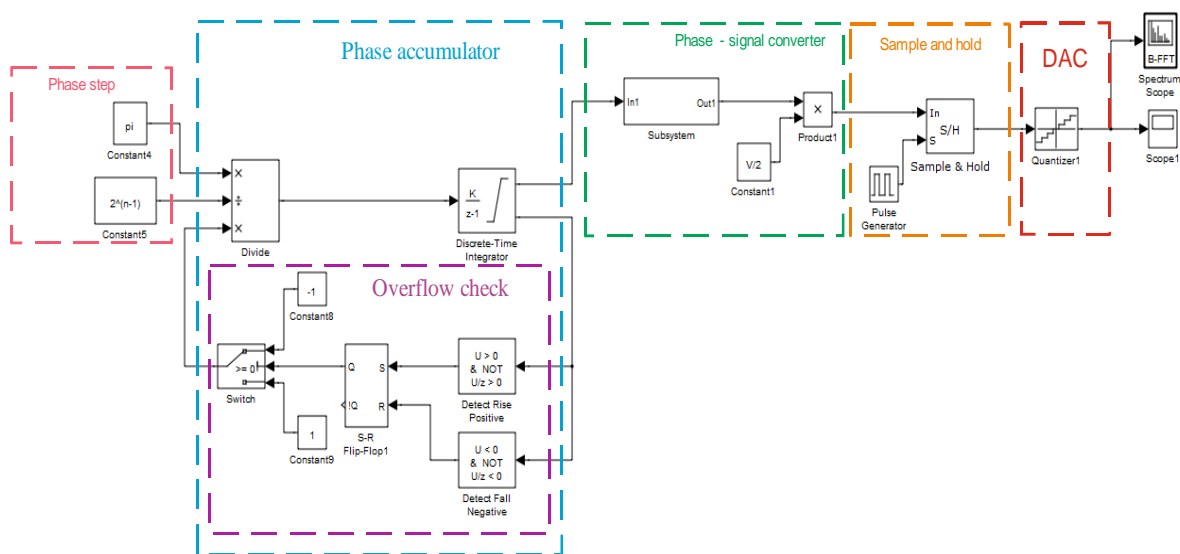 Phase step
pi
Constant4
2^(n-1)
Constant5
Phase accumulator
X
÷
X
Divide
K
z-1
Discrete-Time
Integrator
Overflow check
-1
Constant8
>= 0
Switch
1
Constant9
Q
S
!Q
R
S-R
Flip-Flop1
U > 0
& NOT
U/z > 0
Detect Rise
Positive
U < 0
& NOT
U/z < 0
Detect Fall
Negative
Phase - signal converter
In1
Out1
Subsystem
X
Product1
V/2
Constant1
Sample and hold
In
S/H
S
Sample & Hold
Pulse
Generator
DAC
Quantizer1
B-FFT
Spectrum
Scope
Scope1